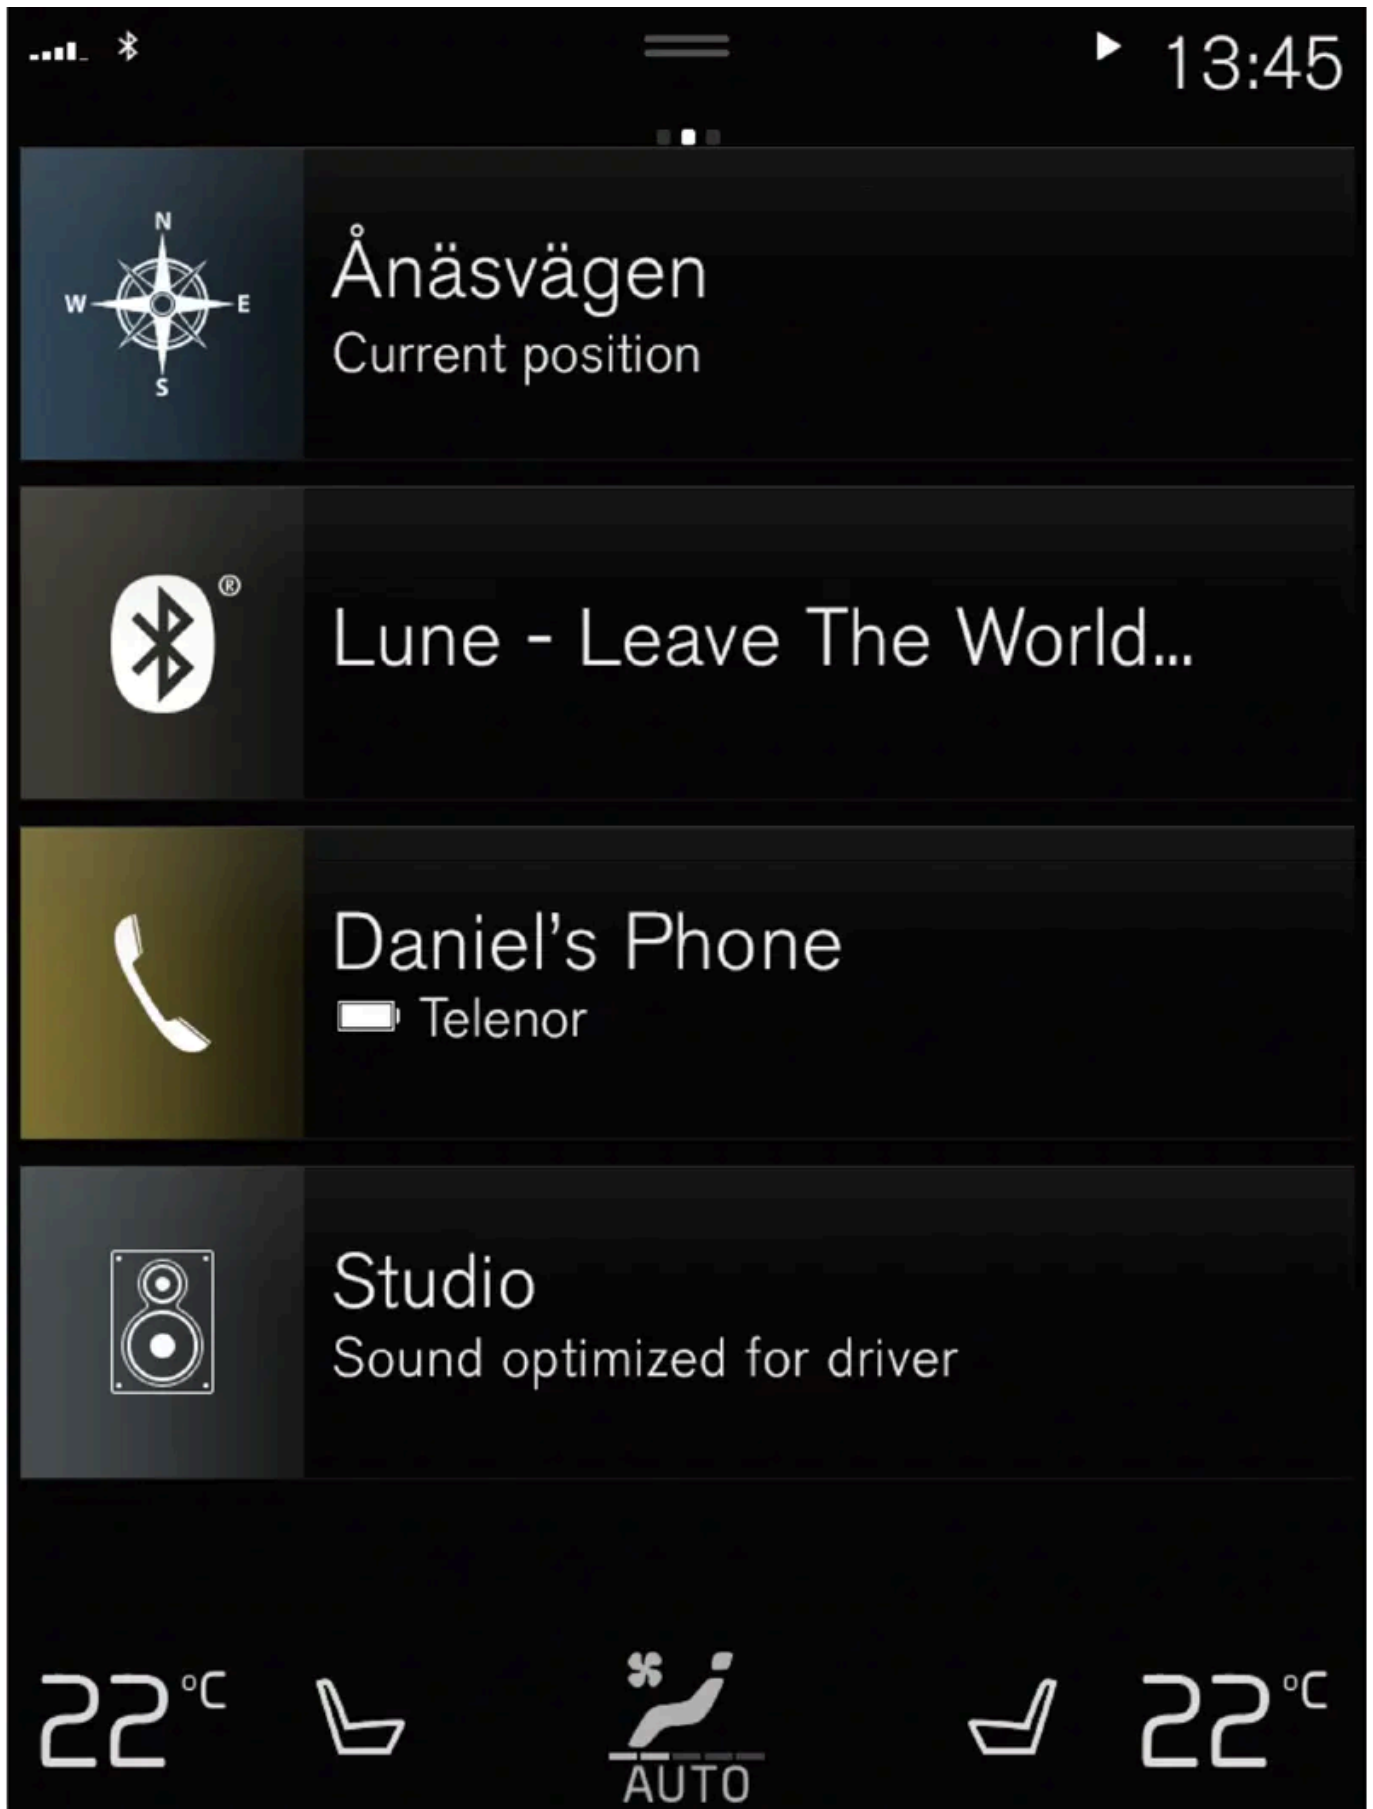 13:45
N
W E
S
Ånäsvägen
Current position
®
Lune - Leave The World...
Daniel's Phone
Telenor
Studio
Sound optimized for driver
22°C 22°C
AUTO